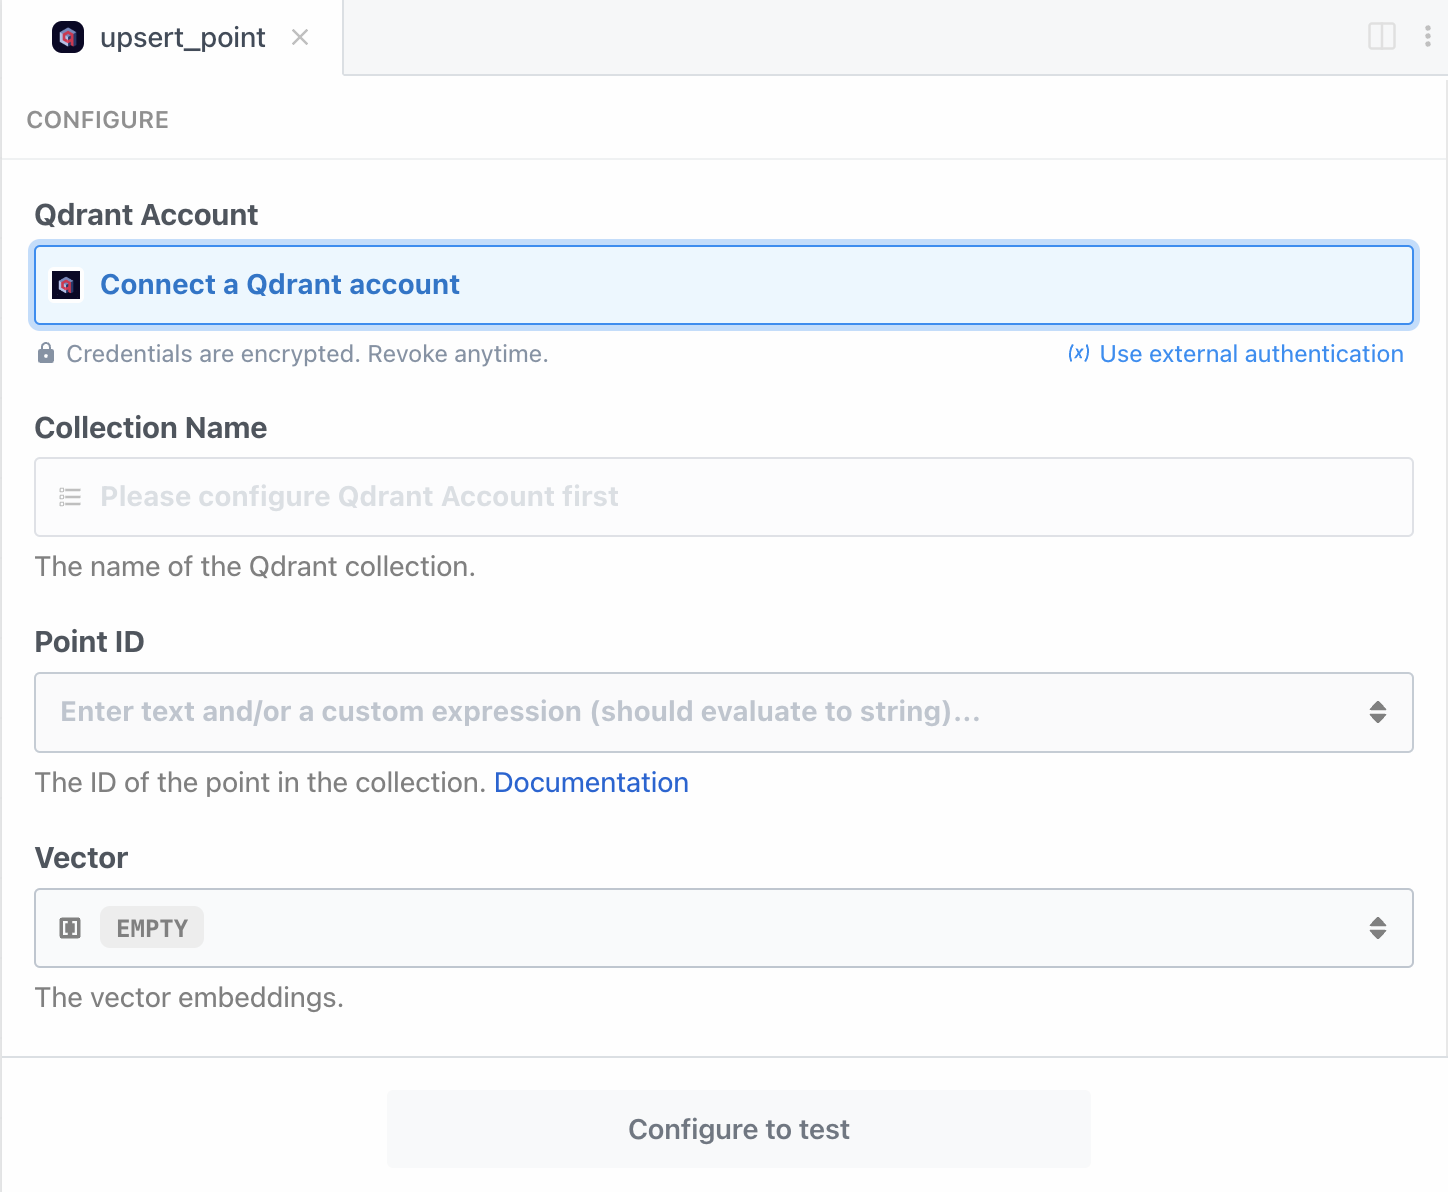 upsert_point
CONFIGURE
Qdrant Account
Connect a Qdrant account
Credentials are encrypted. Revoke anytime.
(x) Use external authentication
Collection Name
Please configure Qdrant Account first
The name of the Qdrant collection.
Point ID
Enter text and/or a custom expression (should evaluate to string)...
The ID of the point in the collection. Documentation
Vector
EMPTY
The vector embeddings.
Configure to test